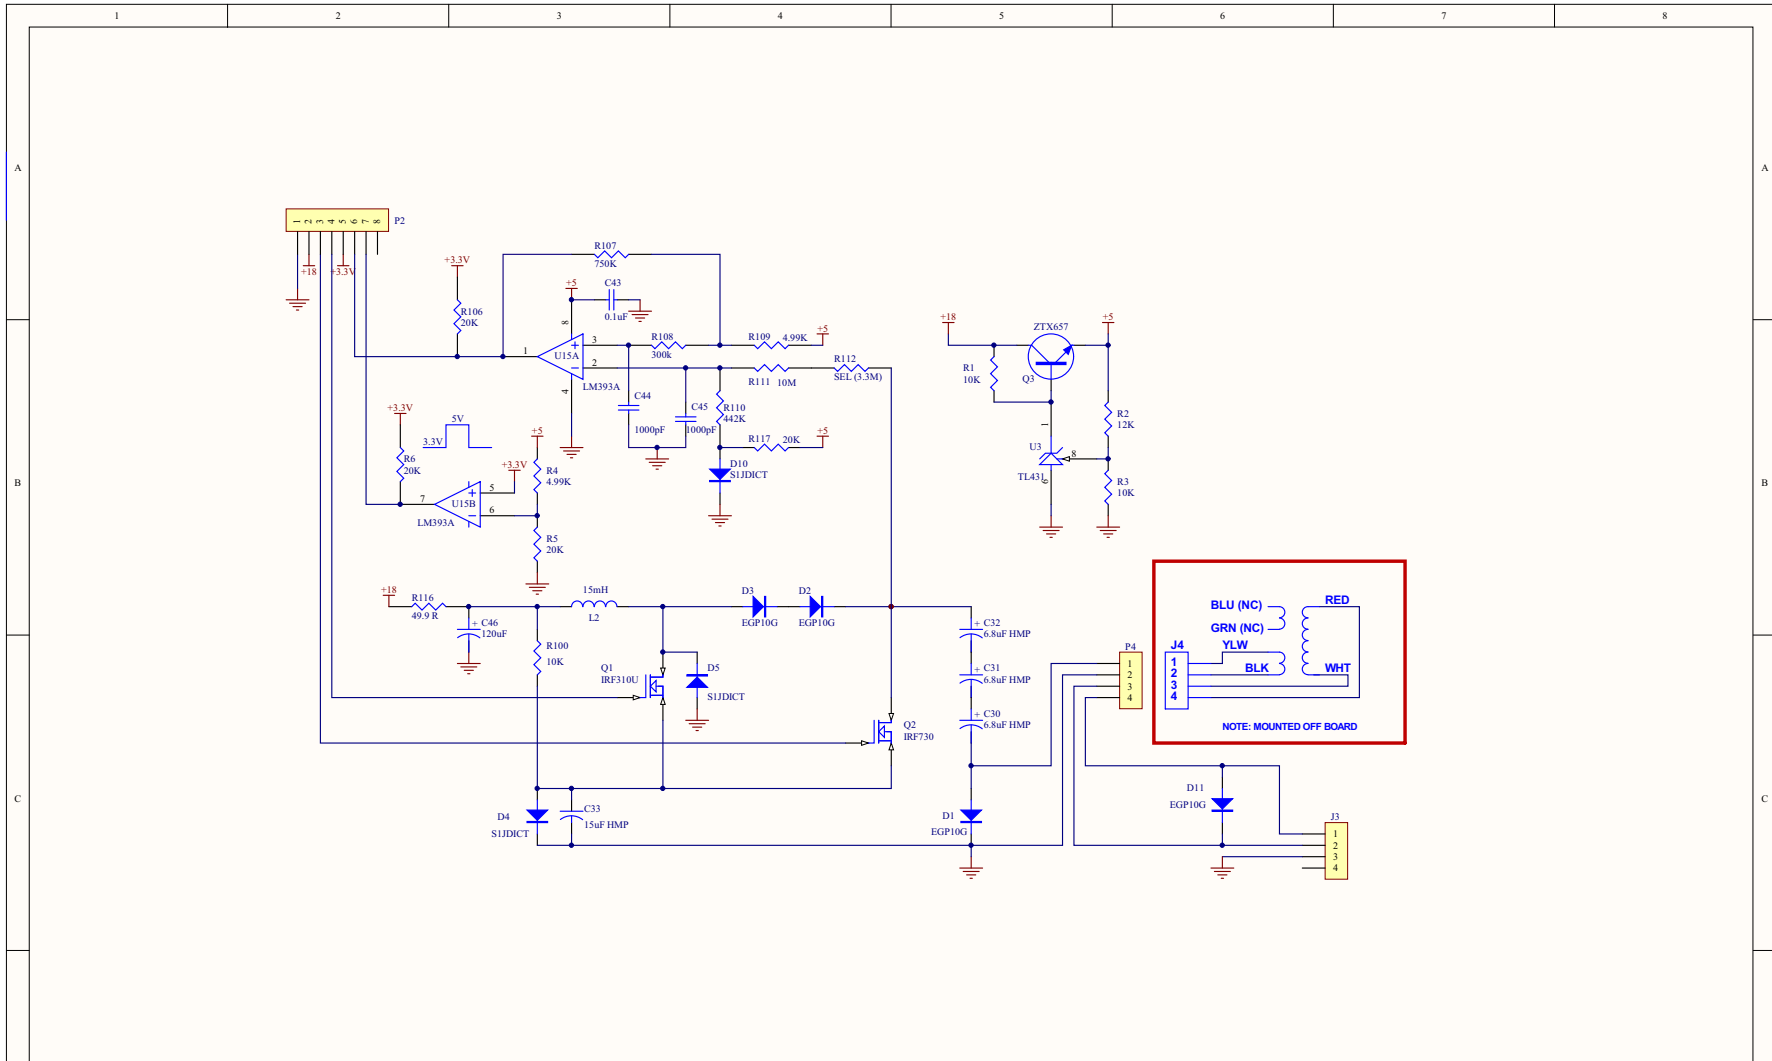 1 2 3 4 5 6 7 8
A
A
1 2 3 4 5 6 7 8
P2
+18
+3.3V
+3.3V
R106
20K
R107
750K
+5
C43
0.1uF
8
1
U15A
3
2
4
LM393A
R108
300k
R109
4.99K
+5
R111
10M
R112
SEL (3.3M)
C44
1000pF
C45
1000pF
R110
442K
R117
20K
+5
D10
S1JDICT
+18
R1
10K
ZTX657
Q3
+5
R2
12K
1
U3
8
TL431
6
R3
10K
+3.3V
R6
20K
5V
3.3V
+5
+3.3V
R4
4.99K
7
U15B
5
6
LM393A
R5
20K
B
B
+18
R116
49.9 R
C46
120uF
15mH
L2
R100
10K
D3
EGP10G
D2
EGP10G
Q1
IRF310U
D5
S1JDICT
Q2
IRF730
C32
6.8uF HMP
C31
6.8uF HMP
C30
6.8uF HMP
P4
1
2
3
4
J4
1
2
3
4
BLU (NC)
GRN (NC)
YLW
BLK
RED
WHT
NOTE: MOUNTED OFF BOARD
C
C
D4
S1JDICT
C33
15uF HMP
D1
EGP10G
D11
EGP10G
J3
1
2
3
4